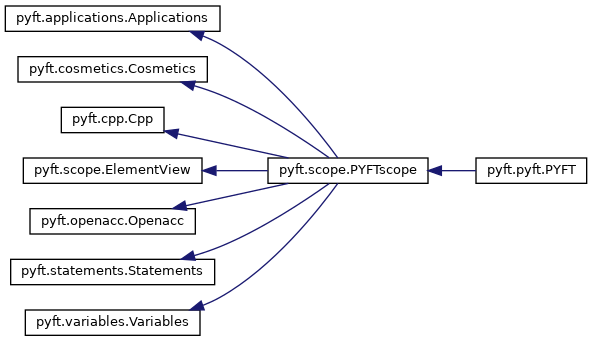 pyft.applications.Applications
pyft.cosmetics.Cosmetics
pyft.cpp.Cpp
pyft.scope.ElementView
pyft.scope.PYFTscope
pyft.pyft.PYFT
pyft.openacc.Openacc
pyft.statements.Statements
pyft.variables.Variables